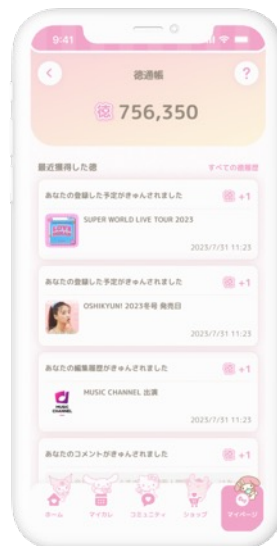 9:41
徳通帳
?
徳 756,350
最近獲得した徳
すべての徳履歴
あなたの登録した予定がきゅんされました
徳 +1
SUPER WORLD LIVE TOUR 2023
2023/7/31 11:23
あなたの登録した予定がきゅんされました
徳 +1
OSHIKYUN! 2023冬号 発売日
2023/7/31 11:23
あなたの編集履歴がきゅんされました
徳 +1
MUSIC CHANNEL
MUSIC CHANNEL 出演
2023/7/31 11:23
あなたのコメントがきゅんされました
徳 +1
ホーム
マイカレ
コミュニティ
ショップ
マイページ